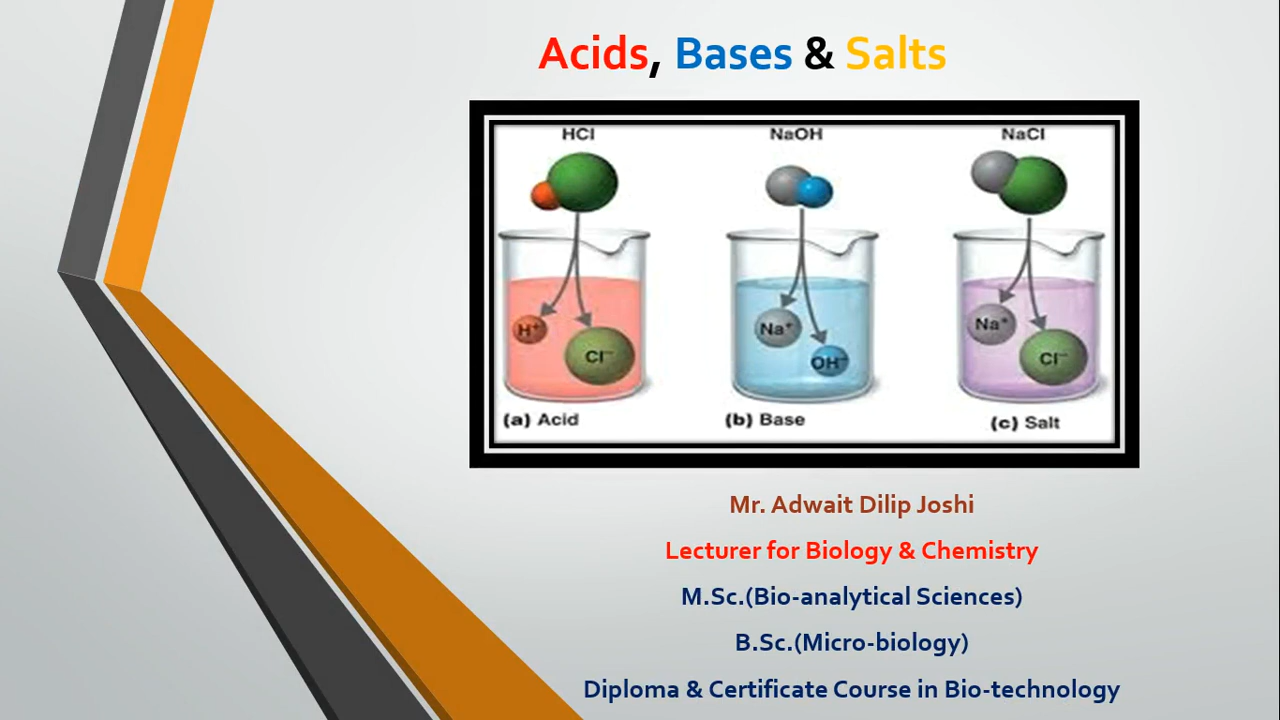 Acids, Bases & Salts
HCl NaOH NaCl
H⁺ Cl⁻ Na⁺ OH⁻ Na⁺ Cl⁻
(a) Acid (b) Base (c) Salt
Mr. Adwait Dilip Joshi
Lecturer for Biology & Chemistry
M.Sc.(Bio-analytical Sciences)
B.Sc.(Micro-biology)
Diploma & Certificate Course in Bio-technology